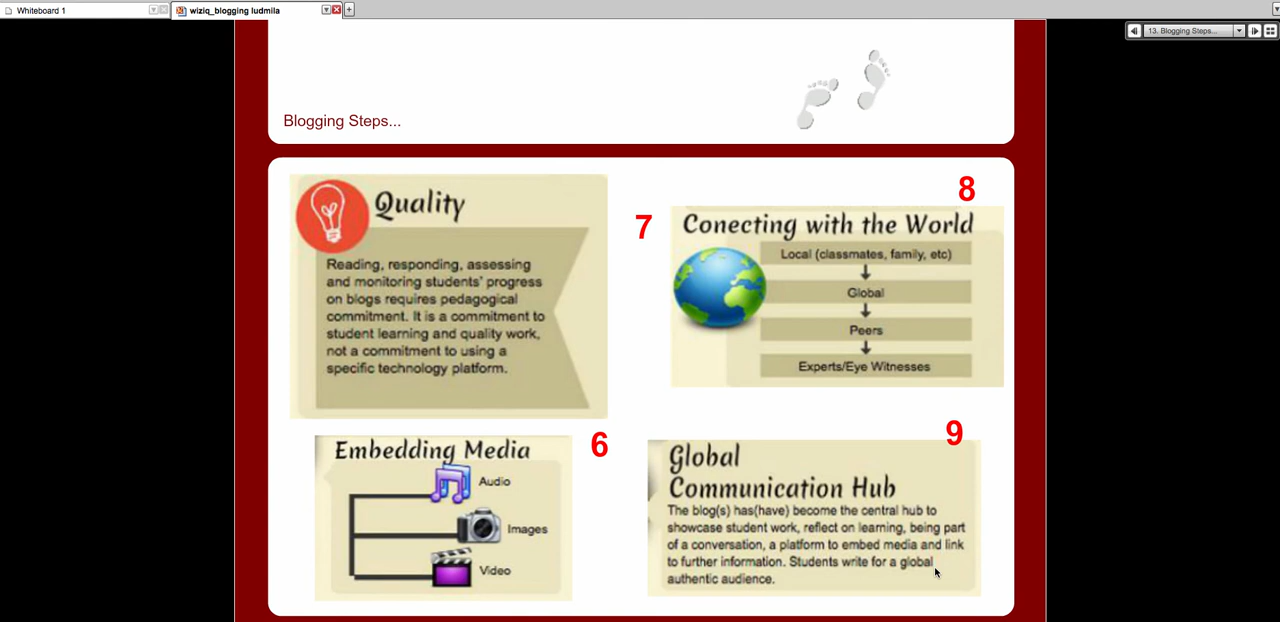 Whiteboard 1
wiziq_blogging ludmila
13. Blogging Steps...
Blogging Steps...
Quality
Reading, responding, assessing
and monitoring students' progress
on blogs requires pedagogical
commitment. It is a commitment to
student learning and quality work,
not a commitment to using a
specific technology platform.
7
8
Conecting with the World
Local (classmates, family, etc)
Global
Peers
Experts/Eye Witnesses
Embedding Media
6
Audio
Images
Video
9
Global
Communication Hub
The blog(s) has(have) become the central hub to
showcase student work, reflect on learning, being part
of a conversation, a platform to embed media and link
to further information. Students write for a global
authentic audience.